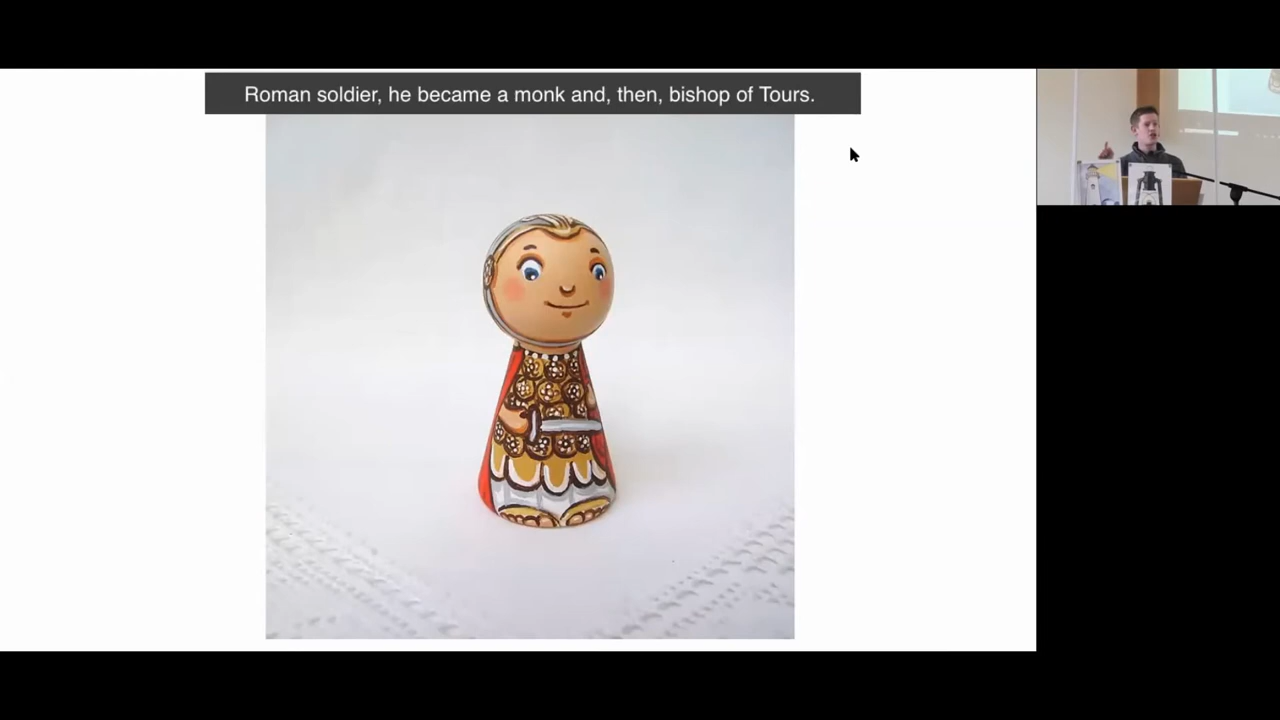 Roman soldier, he became a monk and, then, bishop of Tours.